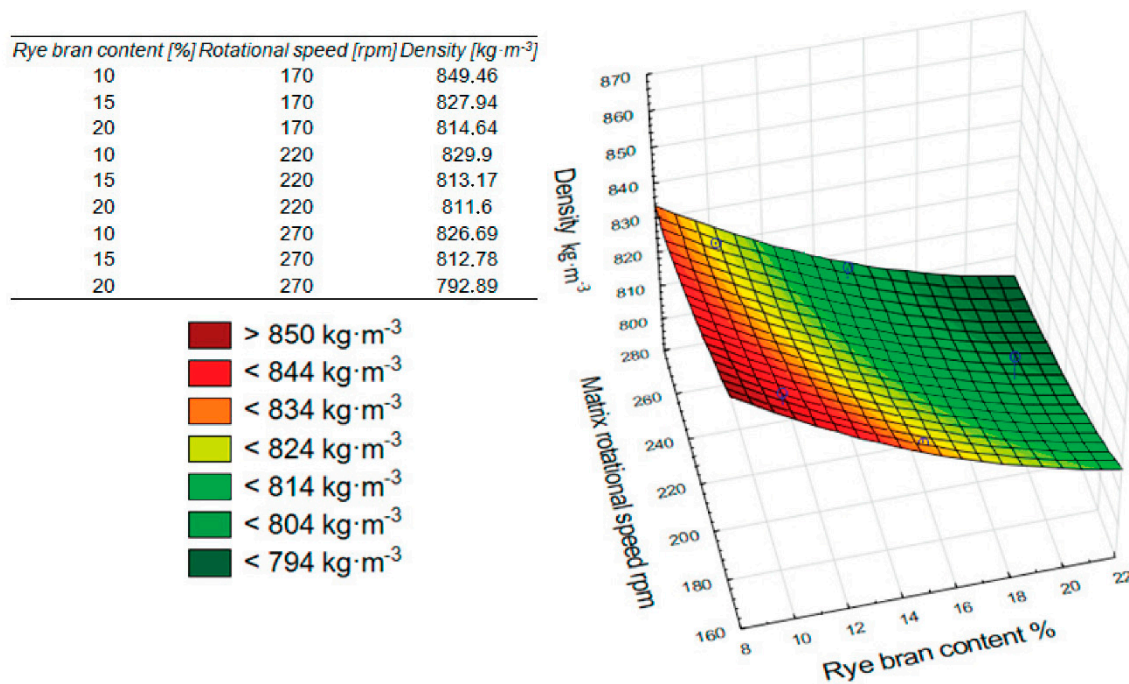 Rye bran content [%] Rotational speed [rpm] Density [kg·m-3]
10 170 849.46
15 170 827.94
20 170 814.64
10 220 829.9
15 220 813.17
20 220 811.6
10 270 826.69
15 270 812.78
20 270 792.89
> 850 kg·m-3
< 844 kg·m-3
< 834 kg·m-3
< 824 kg·m-3
< 814 kg·m-3
< 804 kg·m-3
< 794 kg·m-3
870
860
850
840
830
820
810
800
280
Density kg·m-3
260
240
220
200
180
160
Matrix rotational speed rpm
8 10 12 14 16 18 20 22
Rye bran content %